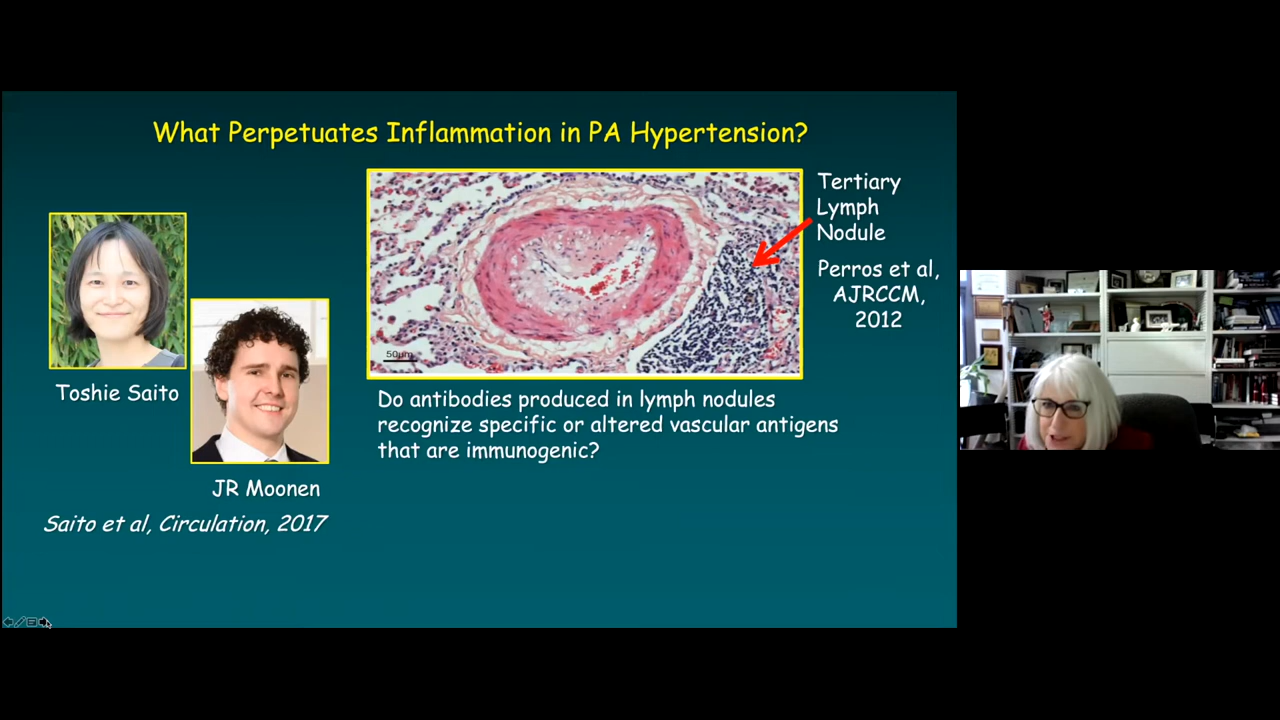 What Perpetuates Inflammation in PA Hypertension?
Tertiary
Lymph
Nodule
Perros et al,
AJRCCM,
2012
50µm
Toshie Saito
JR Moonen
Saito et al, Circulation, 2017
Do antibodies produced in lymph nodules
recognize specific or altered vascular antigens
that are immunogenic?